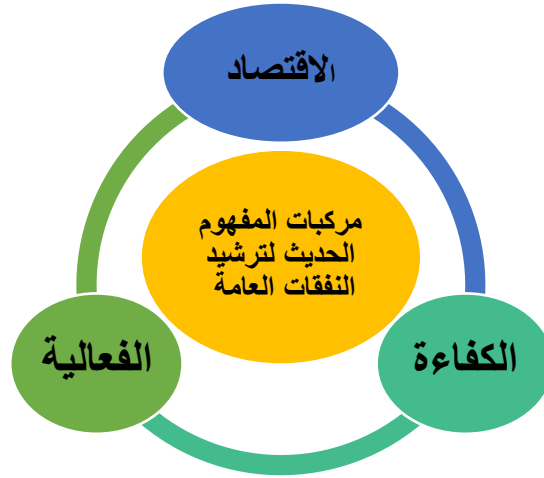 الاقتصاد
مركبات المفهوم
الحديث لترشيد
النفقات العامة
الكفاءة
الفعالية